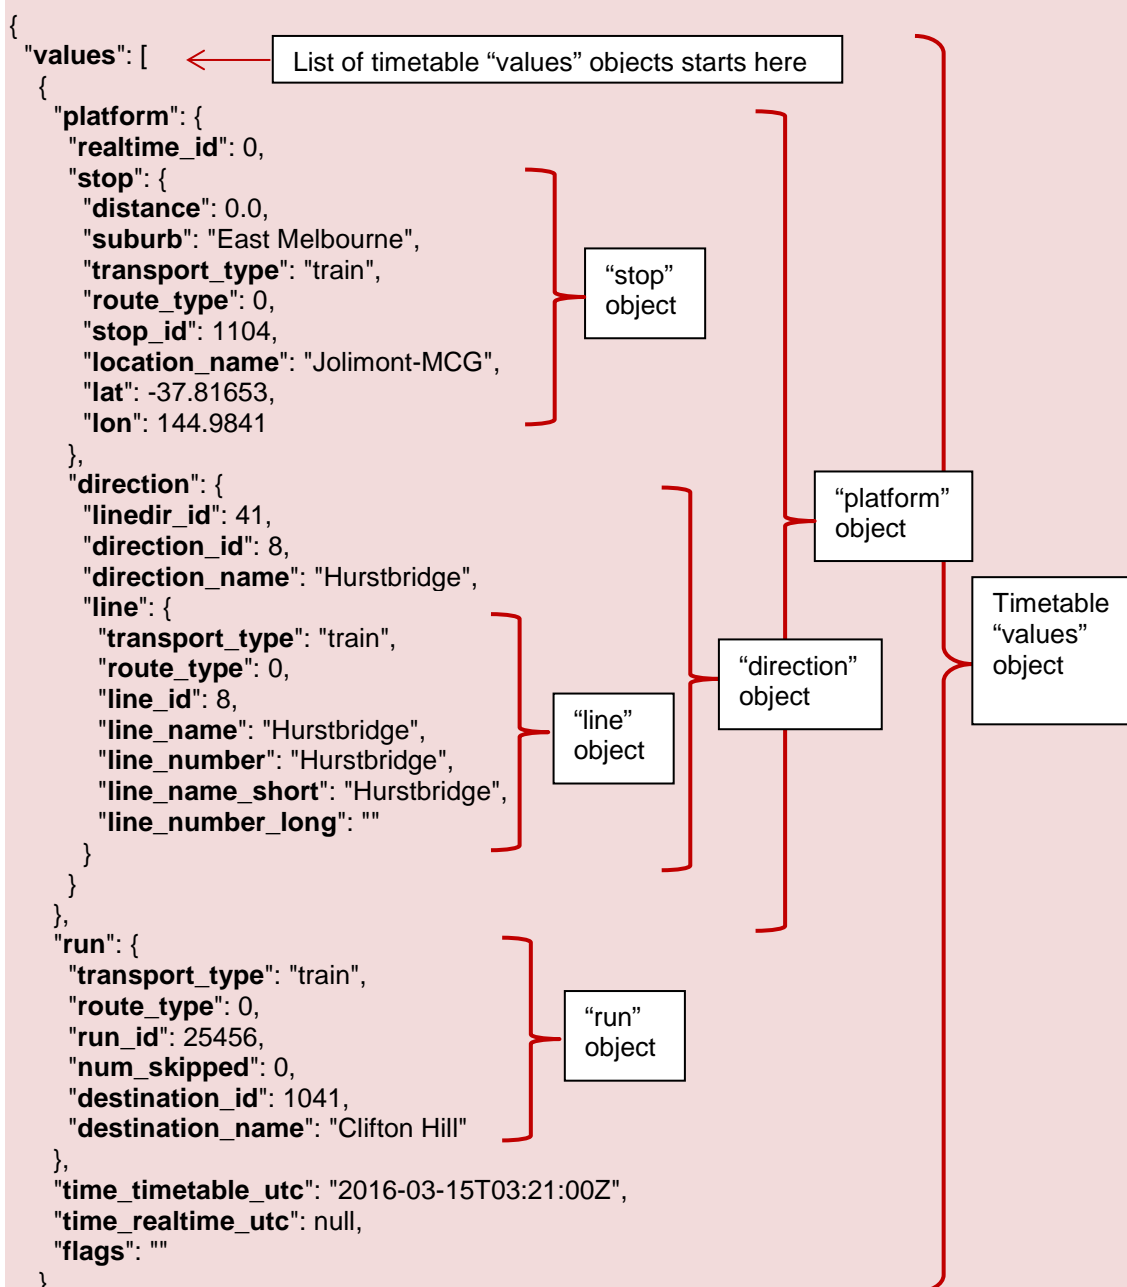 {
"values": [
List of timetable “values” objects starts here
{
"platform": {
"realtime_id": 0,
"stop": {
"distance": 0.0,
"suburb": "East Melbourne",
"transport_type": "train",
"route_type": 0,
"stop_id": 1104,
"location_name": "Jolimont-MCG",
"lat": -37.81653,
"lon": 144.9841
},
“stop”
object
"direction": {
"linedir_id": 41,
"direction_id": 8,
"direction_name": "Hurstbridge",
"line": {
"transport_type": "train",
"route_type": 0,
"line_id": 8,
"line_name": "Hurstbridge",
"line_number": "Hurstbridge",
"line_name_short": "Hurstbridge",
"line_number_long": ""
}
}
},
“line”
object
“direction”
object
“platform”
object
Timetable
“values”
object
"run": {
"transport_type": "train",
"route_type": 0,
"run_id": 25456,
"num_skipped": 0,
"destination_id": 1041,
"destination_name": "Clifton Hill"
},
“run”
object
"time_timetable_utc": "2016-03-15T03:21:00Z",
"time_realtime_utc": null,
"flags": ""
}